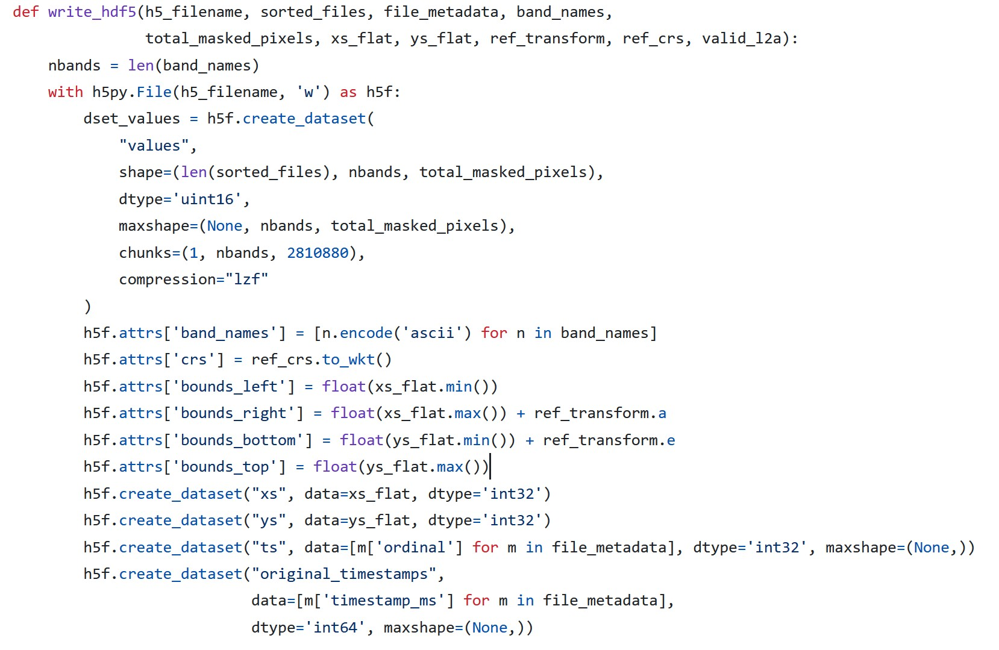 def write_hdf5(h5_filename, sorted_files, file_metadata, band_names,
               total_masked_pixels, xs_flat, ys_flat, ref_transform, ref_crs, valid_l2a):
    nbands = len(band_names)
    with h5py.File(h5_filename, 'w') as h5f:
        dset_values = h5f.create_dataset(
            "values",
            shape=(len(sorted_files), nbands, total_masked_pixels),
            dtype='uint16',
            maxshape=(None, nbands, total_masked_pixels),
            chunks=(1, nbands, 2810880),
            compression="lzf"
        )
        h5f.attrs['band_names'] = [n.encode('ascii') for n in band_names]
        h5f.attrs['crs'] = ref_crs.to_wkt()
        h5f.attrs['bounds_left'] = float(xs_flat.min())
        h5f.attrs['bounds_right'] = float(xs_flat.max()) + ref_transform.a
        h5f.attrs['bounds_bottom'] = float(ys_flat.min()) + ref_transform.e
        h5f.attrs['bounds_top'] = float(ys_flat.max())
        h5f.create_dataset("xs", data=xs_flat, dtype='int32')
        h5f.create_dataset("ys", data=ys_flat, dtype='int32')
        h5f.create_dataset("ts", data=[m['ordinal'] for m in file_metadata], dtype='int32', maxshape=(None,))
        h5f.create_dataset("original_timestamps",
                           data=[m['timestamp_ms'] for m in file_metadata],
                           dtype='int64', maxshape=(None,))